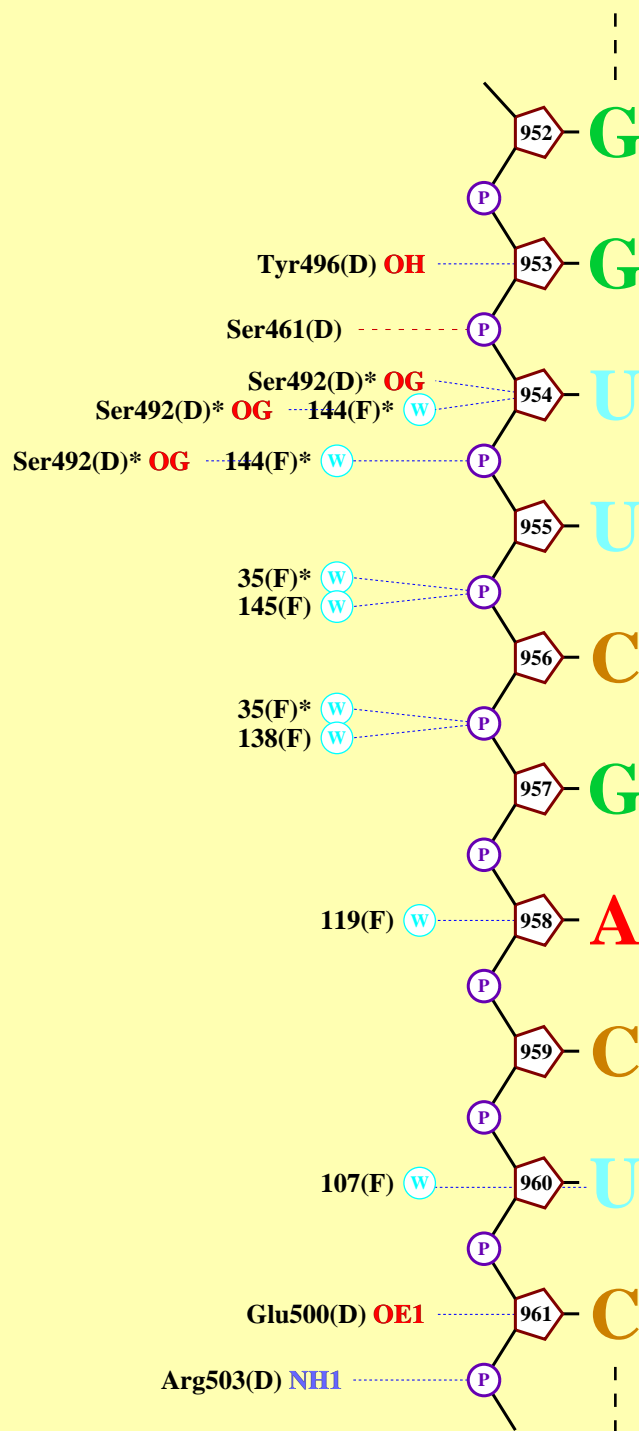 952 G
P
Tyr496(D) OH 953 G
Ser461(D) P
Ser492(D)* OG
954 U
Ser492(D)* OG 144(F)* W
Ser492(D)* OG 144(F)* W P
955 U
35(F)* W
P
145(F) W
956 C
35(F)* W
P
138(F) W
957 G
P
119(F) W 958 A
P
959 C
P
107(F) W 960 U
P
Glu500(D) OE1 961 C
Arg503(D) NH1 P